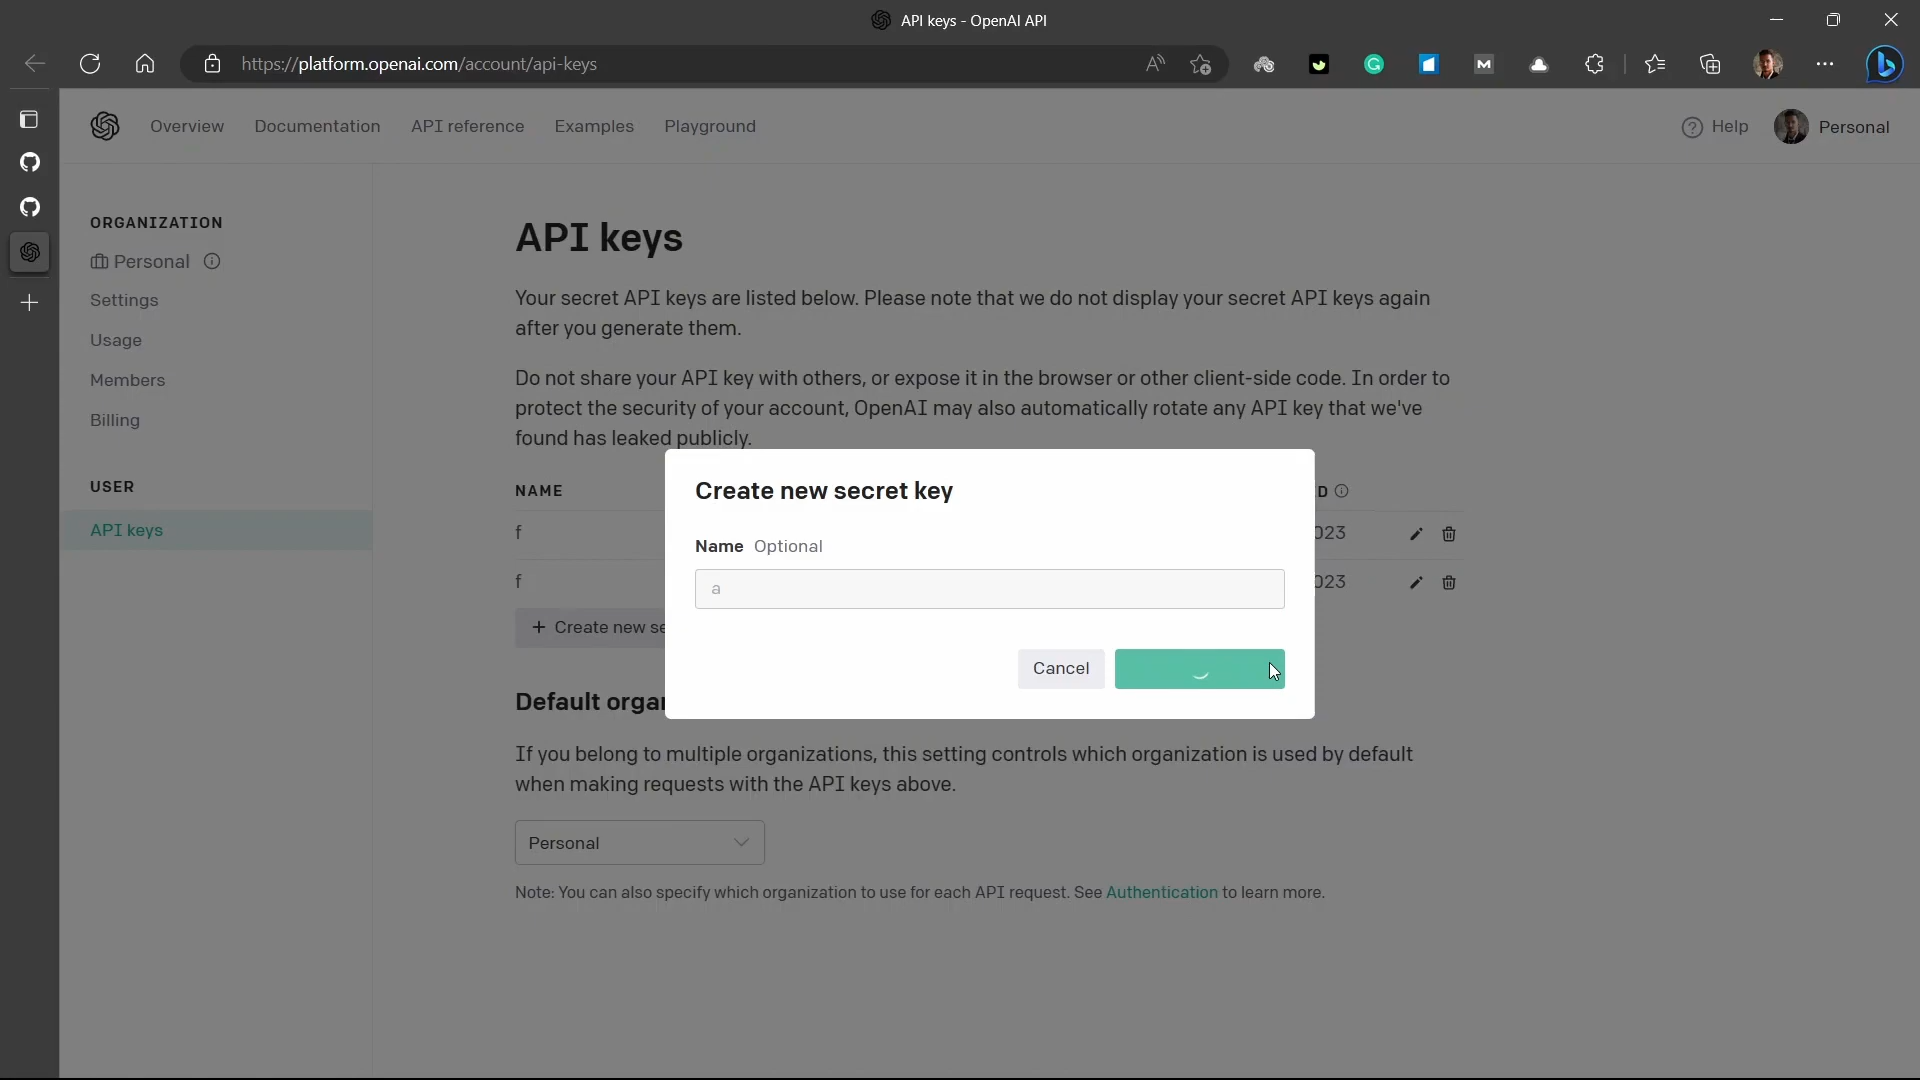 API keys - OpenAI API
https://platform.openai.com/account/api-keys
Overview
Documentation
API reference
Examples
Playground
Help
Personal
ORGANIZATION
Personal
Settings
Usage
Members
Billing
USER
API keys
API keys
Your secret API keys are listed below. Please note that we do not display your secret API keys again
after you generate them.
Do not share your API key with others, or expose it in the browser or other client-side code. In order to
protect the security of your account, OpenAI may also automatically rotate any API key that we've
found has leaked publicly.
NAME
D
f
023
f
023
+ Create new se
Create new secret key
Name Optional
a
Cancel
Default organ
If you belong to multiple organizations, this setting controls which organization is used by default
when making requests with the API keys above.
Personal
Note: You can also specify which organization to use for each API request. See Authentication to learn more.